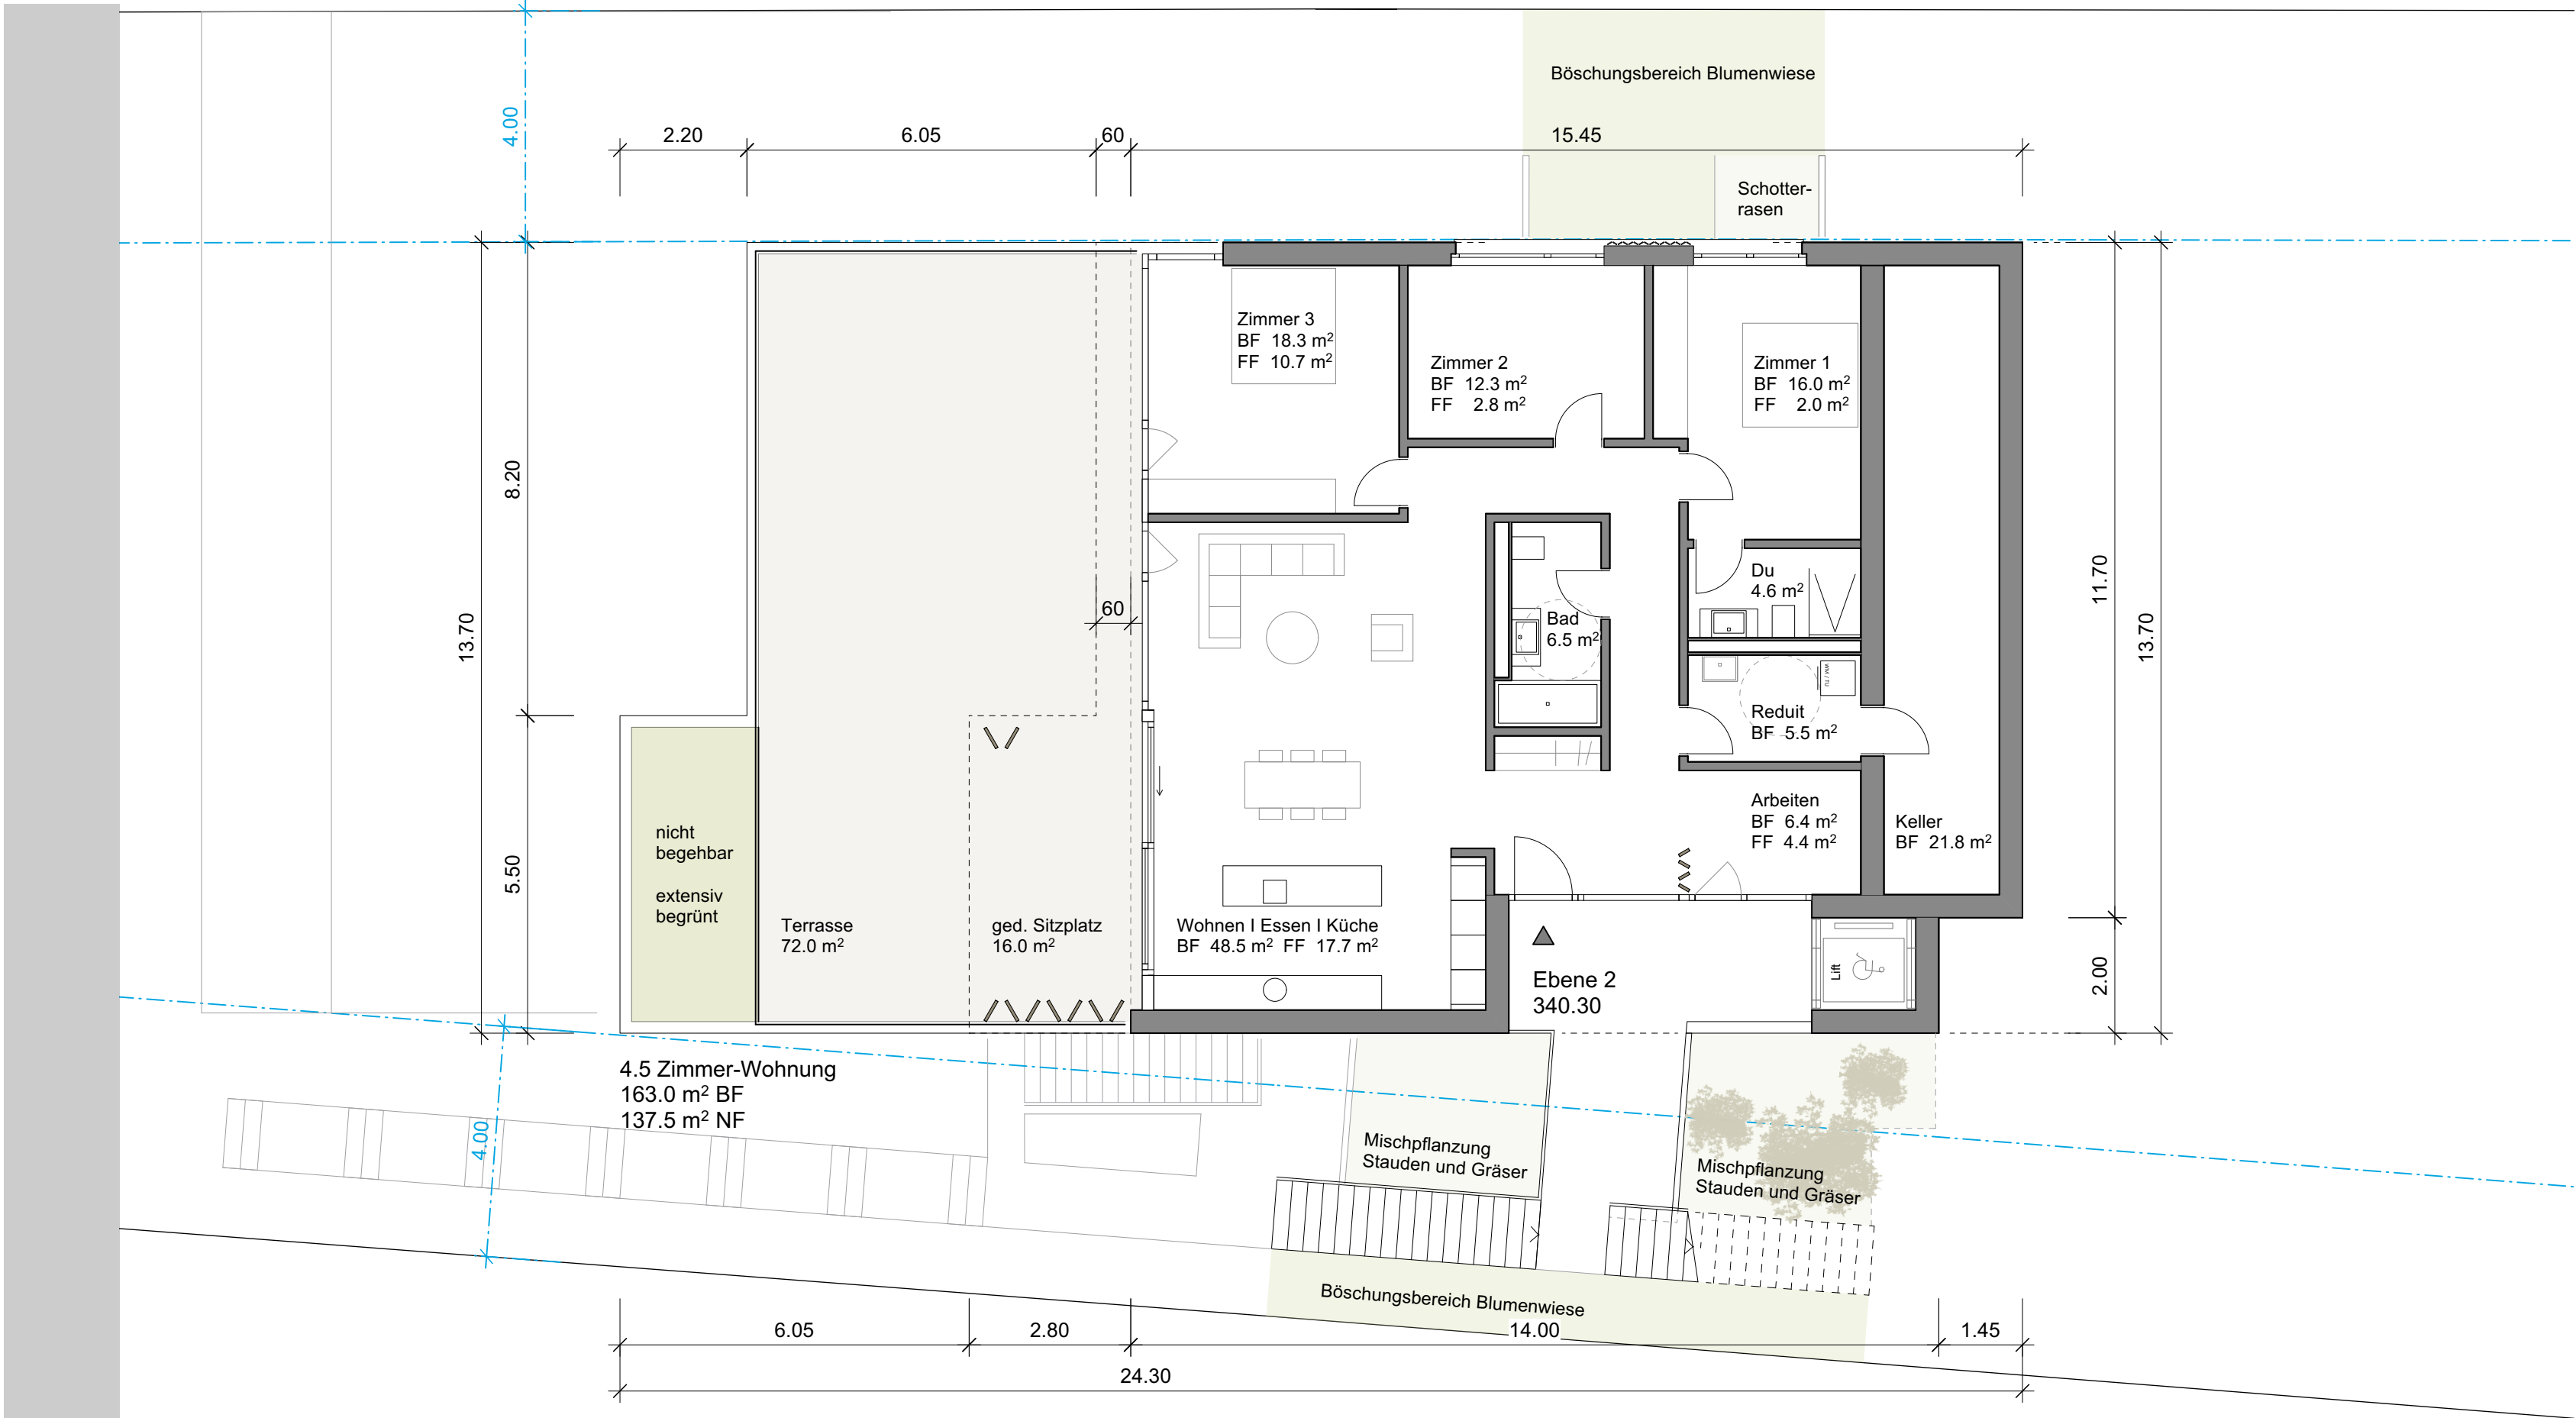 Böschungsbereich Blumenwiese
4.00
2.20
6.05
60
15.45
Schotter-
rasen
Zimmer 3
BF 18.3 m²
FF 10.7 m²
Zimmer 2
BF 12.3 m²
FF 2.8 m²
Zimmer 1
BF 16.0 m²
FF 2.0 m²
8.20
13.70
60
Bad
6.5 m²
Du
4.6 m²
WM / TU
11.70
13.70
Reduit
BF 5.5 m²
Arbeiten
BF 6.4 m²
FF 4.4 m²
Keller
BF 21.8 m²
5.50
nicht
begehbar
extensiv
begrünt
Terrasse
72.0 m²
ged. Sitzplatz
16.0 m²
Wohnen I Essen I Küche
BF 48.5 m² FF 17.7 m²
Ebene 2
340.30
Lift
2.00
4.5 Zimmer-Wohnung
163.0 m² BF
137.5 m² NF
4.00
Mischpflanzung
Stauden und Gräser
Mischpflanzung
Stauden und Gräser
Böschungsbereich Blumenwiese
6.05
2.80
14.00
1.45
24.30